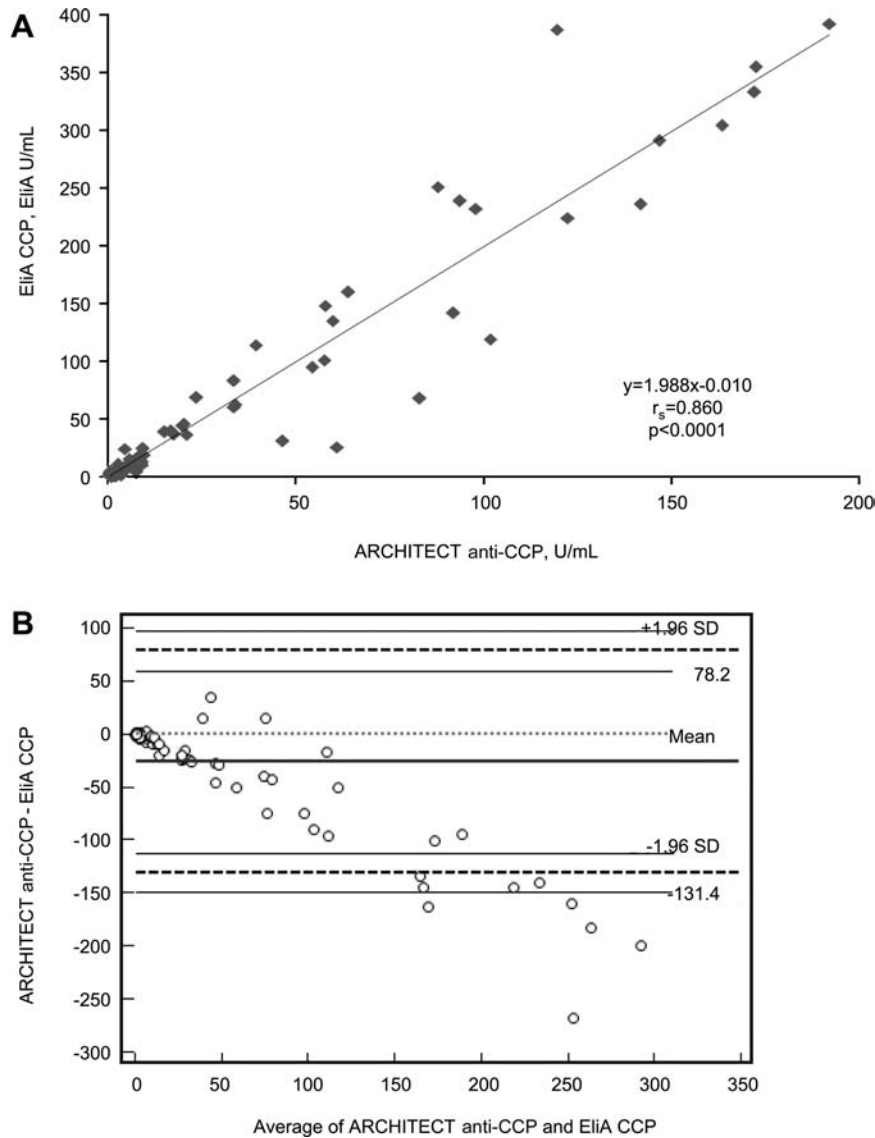 A
400
350
300
250
200
150
100
50
0
EliA CCP, EliA U/mL
y=1.988x-0.010
rs=0.860
p<0.0001
0 50 100 150 200
ARCHITECT anti-CCP, U/mL
B
100
50
0
-50
-100
-150
-200
-250
-300
ARCHITECT anti-CCP - EliA CCP
+1.96 SD
78.2
Mean
-1.96 SD
-131.4
0 50 100 150 200 250 300 350
Average of ARCHITECT anti-CCP and EliA CCP